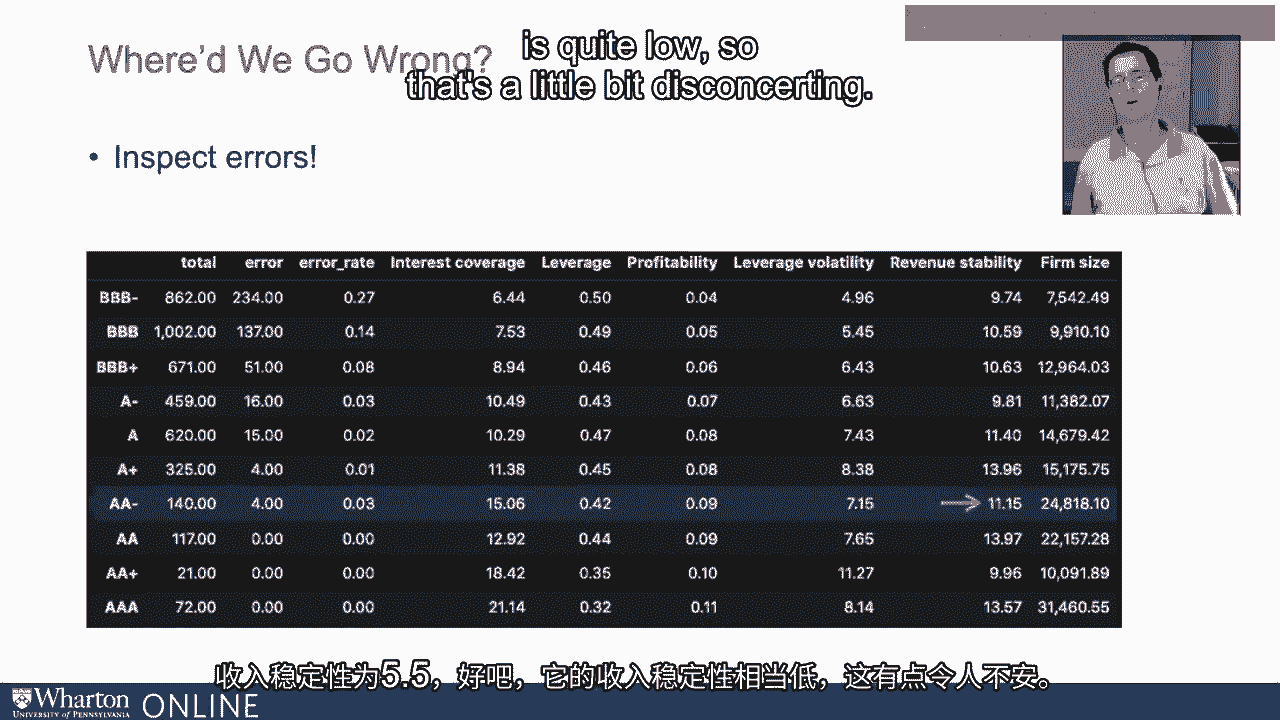 Where'd We Go Wrong?
is quite low, so
that's a little bit disconcerting.
• Inspect errors!
total error error_rate Interest coverage Leverage Profitability Leverage volatility Revenue stability Firm size
BBB- 862.00 234.00 0.27 6.44 0.50 0.04 4.96 9.74 7,542.49
BBB 1,002.00 137.00 0.14 7.53 0.49 0.05 5.45 10.59 9,910.10
BBB+ 671.00 51.00 0.08 8.94 0.46 0.06 6.43 10.63 12,964.03
A- 459.00 16.00 0.03 10.49 0.43 0.07 6.63 9.81 11,382.07
A 620.00 15.00 0.02 10.29 0.47 0.08 7.43 11.40 14,679.42
A+ 325.00 4.00 0.01 11.38 0.45 0.08 8.38 13.96 15,175.75
AA- 140.00 4.00 0.03 15.06 0.42 0.09 7.15 11.15 24,818.10
AA 117.00 0.00 0.00 12.92 0.44 0.09 7.65 13.97 22,157.28
AA+ 21.00 0.00 0.00 18.42 0.35 0.10 11.27 9.96 10,091.89
AAA 72.00 0.00 0.00 21.14 0.32 0.11 8.14 13.57 31,460.55
收入稳定性为5.5，好吧，它的收入稳定性相当低，这有点令人不安。
Wharton ONLINE
UNIVERSITY of PENNSYLVANIA